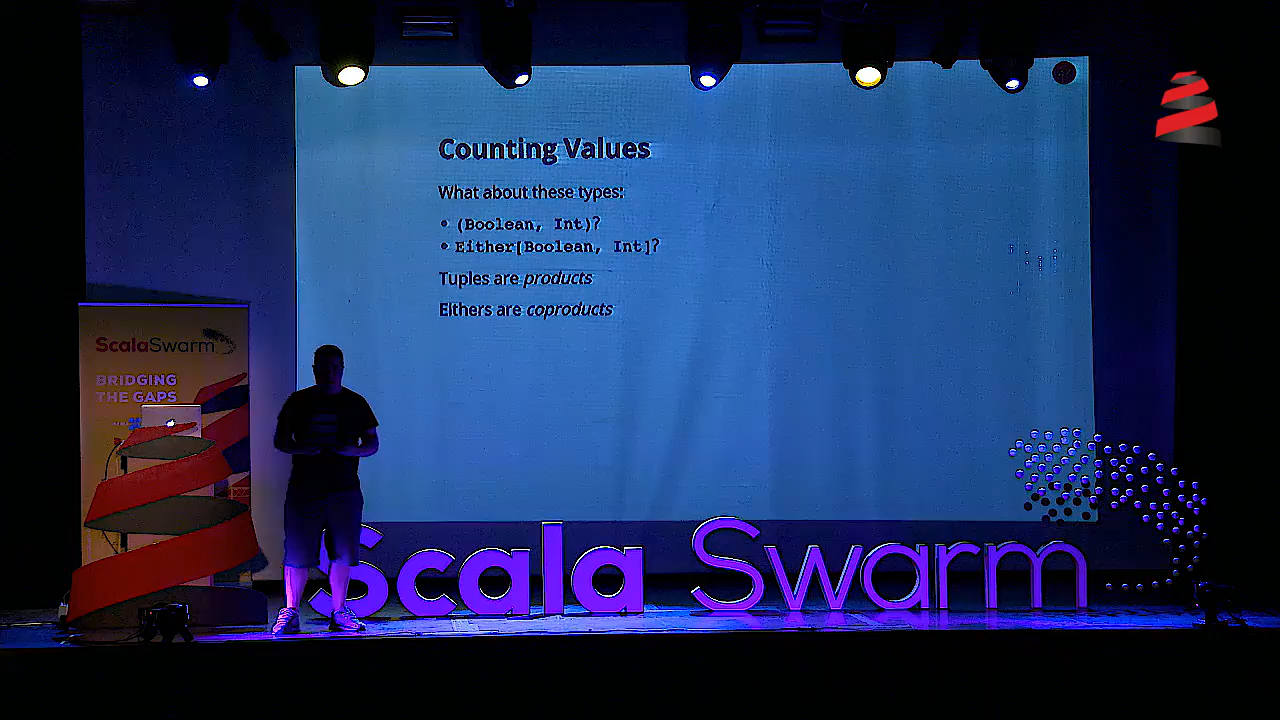 Counting Values
What about these types:
• (Boolean, Int)?
• Either[Boolean, Int]?
Tuples are products
Eithers are coproducts
ScalaSwarm
BRIDGING
THE GAPS
Scala Swarm